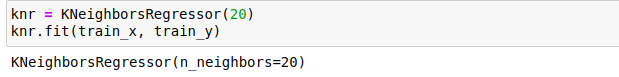 knr = KNeighborsRegressor(20)
knr.fit(train_x, train_y)
KNeighborsRegressor(n_neighbors=20)